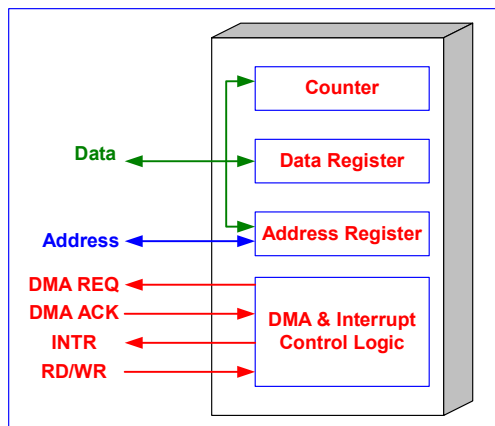 Counter
Data
Data Register
Address
Address Register
DMA REQ
DMA ACK
INTR
RD/WR
DMA & Interrupt
Control Logic